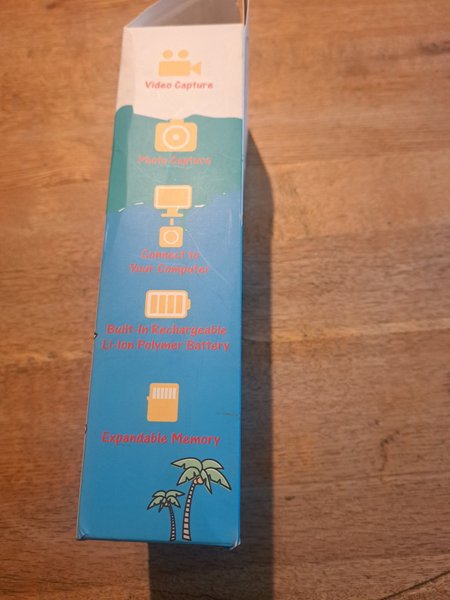 Video Capture
Photo Capture
Connect to
Your Computer
Built-In Rechargeable
Li-Ion Polymer Battery
Expandable Memory